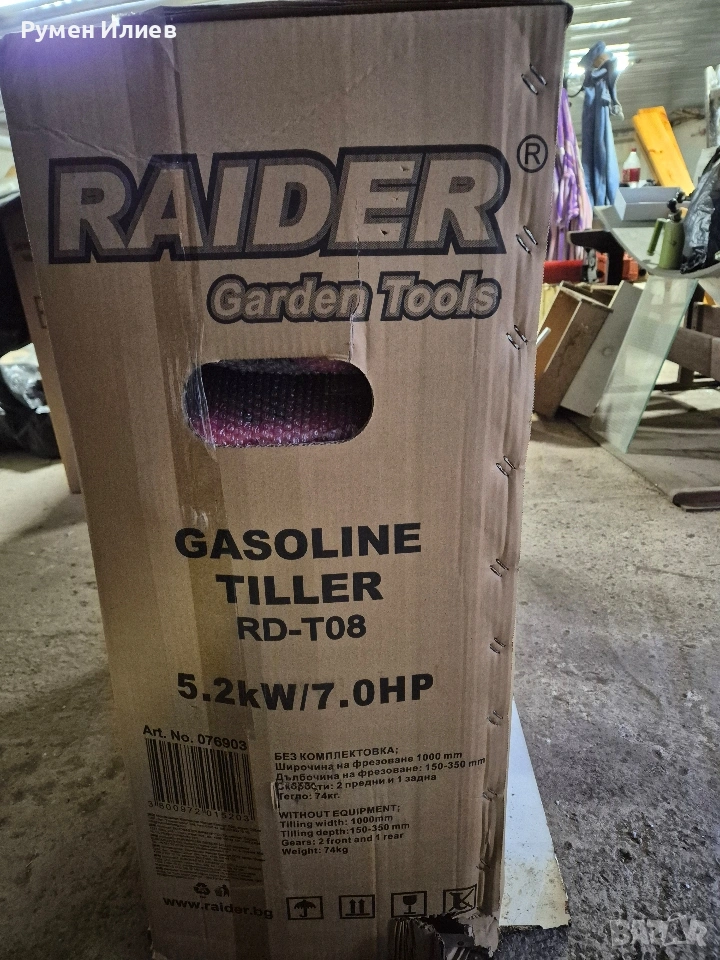 Румен Илиев
RAIDER®
Garden Tools
GASOLINE
TILLER
RD-T08
5.2kW/7.0HP
Art. No. 076903
БЕЗ КОМПЛЕКТОВКА;
Широчина на фрезоване 1000 mm
Дълбочина на фрезоване: 150-350 mm
Скорости: 2 предни и 1 задна
Тегло: 74кг.
WITHOUT EQUIPMENT;
Tilling width: 1000mm
Tilling depth:150-350 mm
Gears: 2 front and 1 rear
Weight: 74kg
www.raider.bg
BAZAR